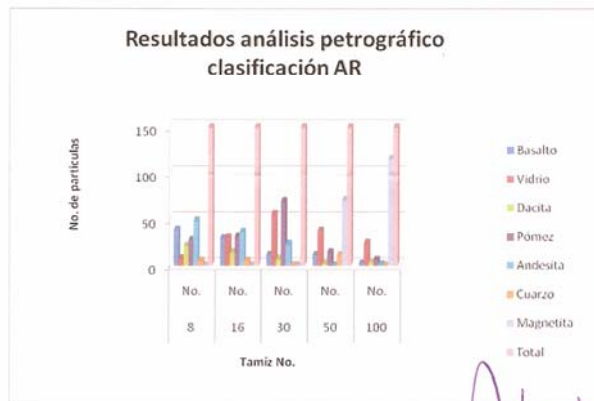 Resultados análisis petrográfico
clasificación AR
No. de partículas
150
100
50
0
No. No. No. No. No.
8 16 30 50 100
Tamiz No.
Basalto
Vidrio
Dacita
Pómez
Andesita
Cuarzo
Magnetita
Total